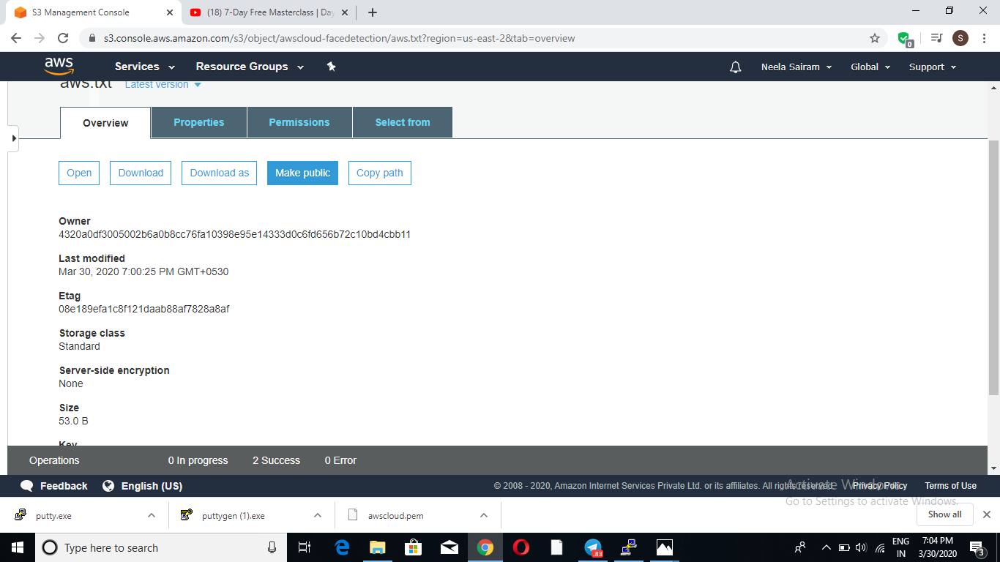 S3 Management Console
(18) 7-Day Free Masterclass | Day
s3.console.aws.amazon.com/s3/object/awscloud-facedetection/aws.txt?region=us-east-2&tab=overview
0
S
aws
Services
Resource Groups
Neela Sairam
Global
Support
aws.txt
Latest version
Overview
Properties
Permissions
Select from
Open
Download
Download as
Make public
Copy path
Owner
4320a0df3005002b6a0b8cc76fa10398e95e14333d0c6fd656b72c10bd4cbb11
Last modified
Mar 30, 2020 7:00:25 PM GMT+0530
Etag
08e189efa1c8f121daab88af7828a8af
Storage class
Standard
Server-side encryption
None
Size
53.0 B
Key
Operations
0 In progress
2 Success
0 Error
Feedback
English (US)
© 2008 - 2020, Amazon Internet Services Private Ltd. or its affiliates. All rights reserved.
Privacy Policy
Terms of Use
Activate Windows
Go to Settings to activate Windows.
putty.exe
puttygen (1).exe
awscloud.pem
Show all
Type here to search
83
ENG
IN
7:04 PM
3/30/2020
3